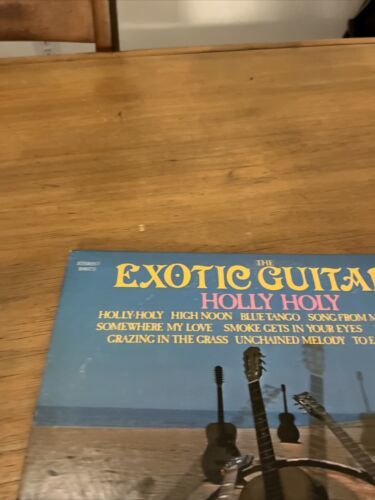 STEREO
THE
EXOTIC GUITA
HOLLY HOLY
HOLLY-HOLY HIGH NOON BLUE TANGO SONG FROM M
SOMEWHERE MY LOVE SMOKE GETS IN YOUR EYES
GRAZING IN THE GRASS UNCHAINED MELODY TO E